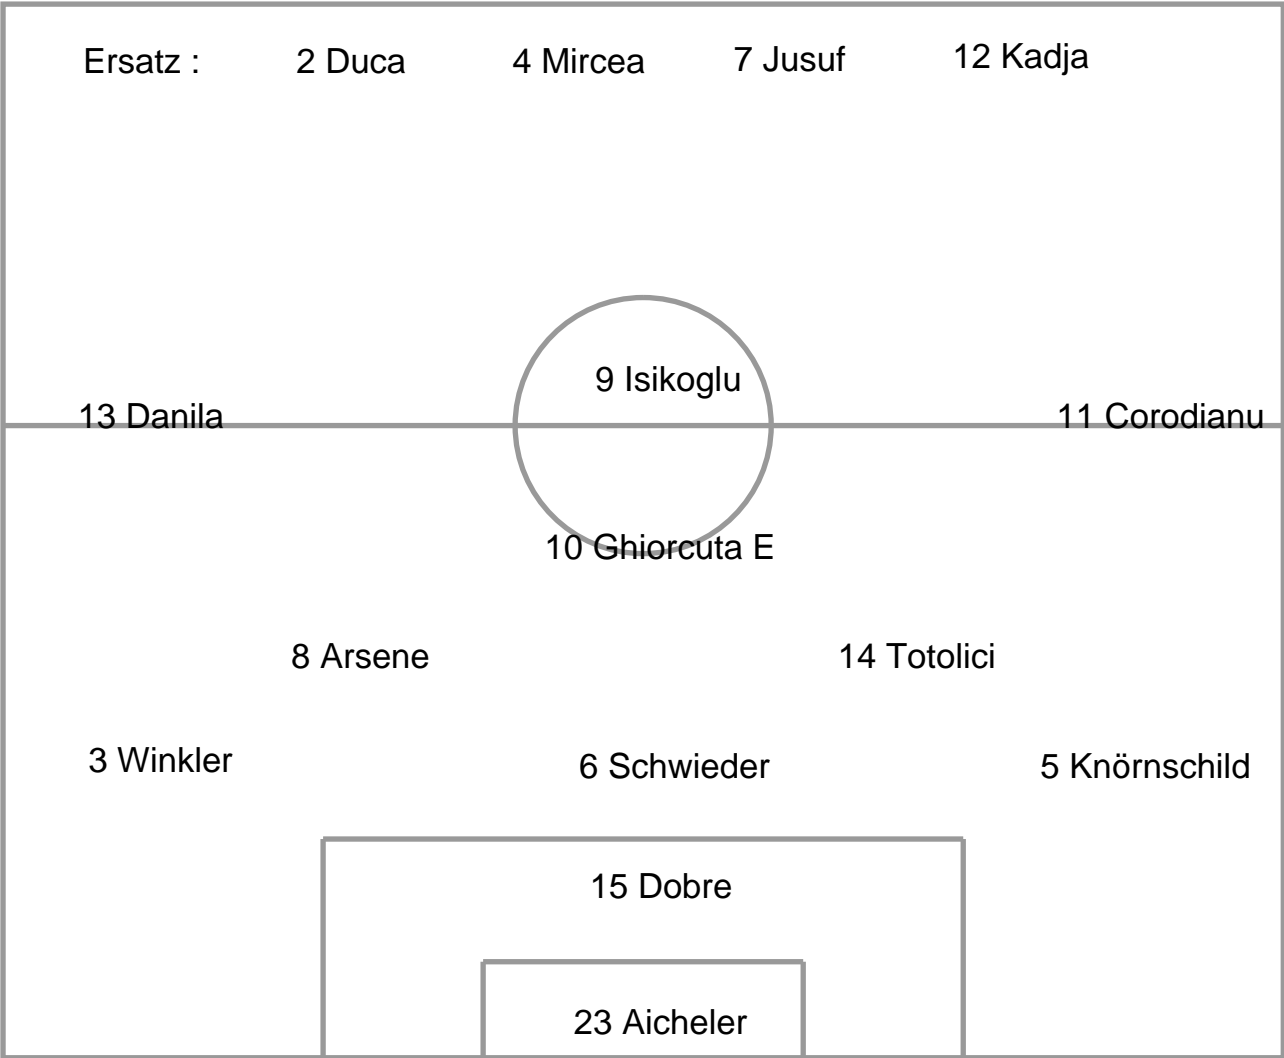 Ersatz : 2 Duca 4 Mircea 7 Jusuf 12 Kadja
9 Isikoglu
13 Danila 11 Corodianu
10 Ghiorcuta E
8 Arsene 14 Totolici
3 Winkler 6 Schwieder 5 Knörnschild
15 Dobre
23 Aicheler